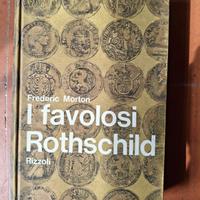 Frederic Morton
I favolosi
Rothschild
Rizzoli